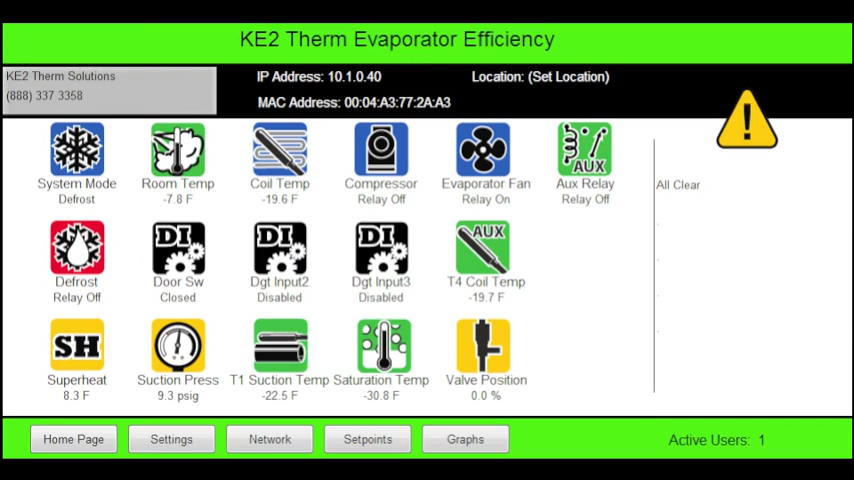 KE2 Therm Evaporator Efficiency
KE2 Therm Solutions
(888) 337 3358
IP Address: 10.1.0.40
Location: (Set Location)
MAC Address: 00:04:A3:77:2A:A3
AUX
System Mode
Room Temp
Coil Temp
Compressor
Evaporator Fan
Aux Relay
Defrost
-7.8 F
-19.6 F
Relay Off
Relay On
Relay Off
All Clear
DI
DI
DI
AUX
Defrost
Door Sw
Dgt Input2
Dgt Input3
T4 Coil Temp
Relay Off
Closed
Disabled
Disabled
-19.7 F
SH
Superheat
Suction Press
T1 Suction Temp
Saturation Temp
Valve Position
8.3 F
9.3 psig
-22.5 F
-30.8 F
0.0 %
Home Page
Settings
Network
Setpoints
Graphs
Active Users: 1